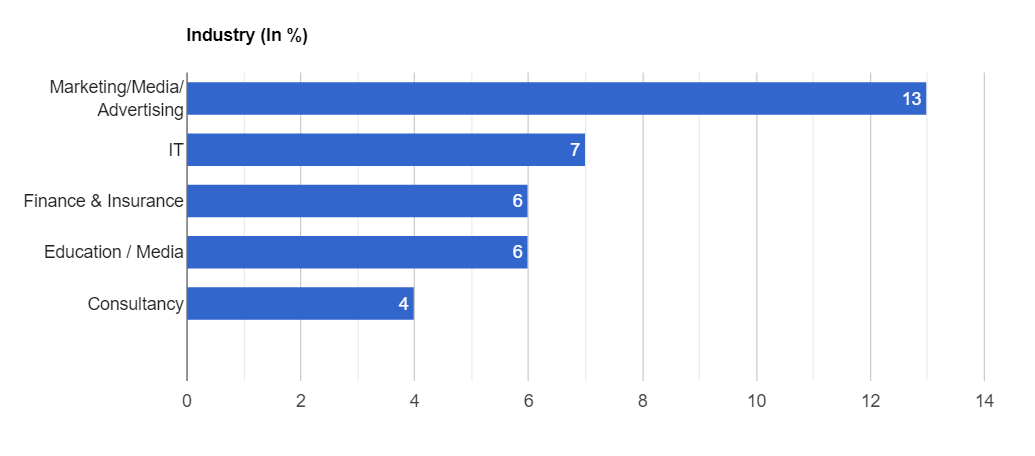 Industry (In %)
Marketing/Media/
Advertising
13
IT
7
Finance & Insurance
6
Education / Media
6
Consultancy
4
0 2 4 6 8 10 12 14